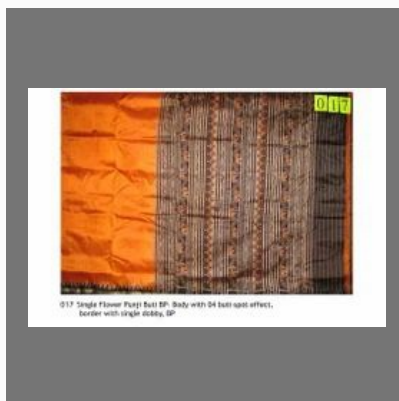 017
017 Single Flower Punji Buti BP- Body with 04 buti spot effect,
border with single dobby, BP